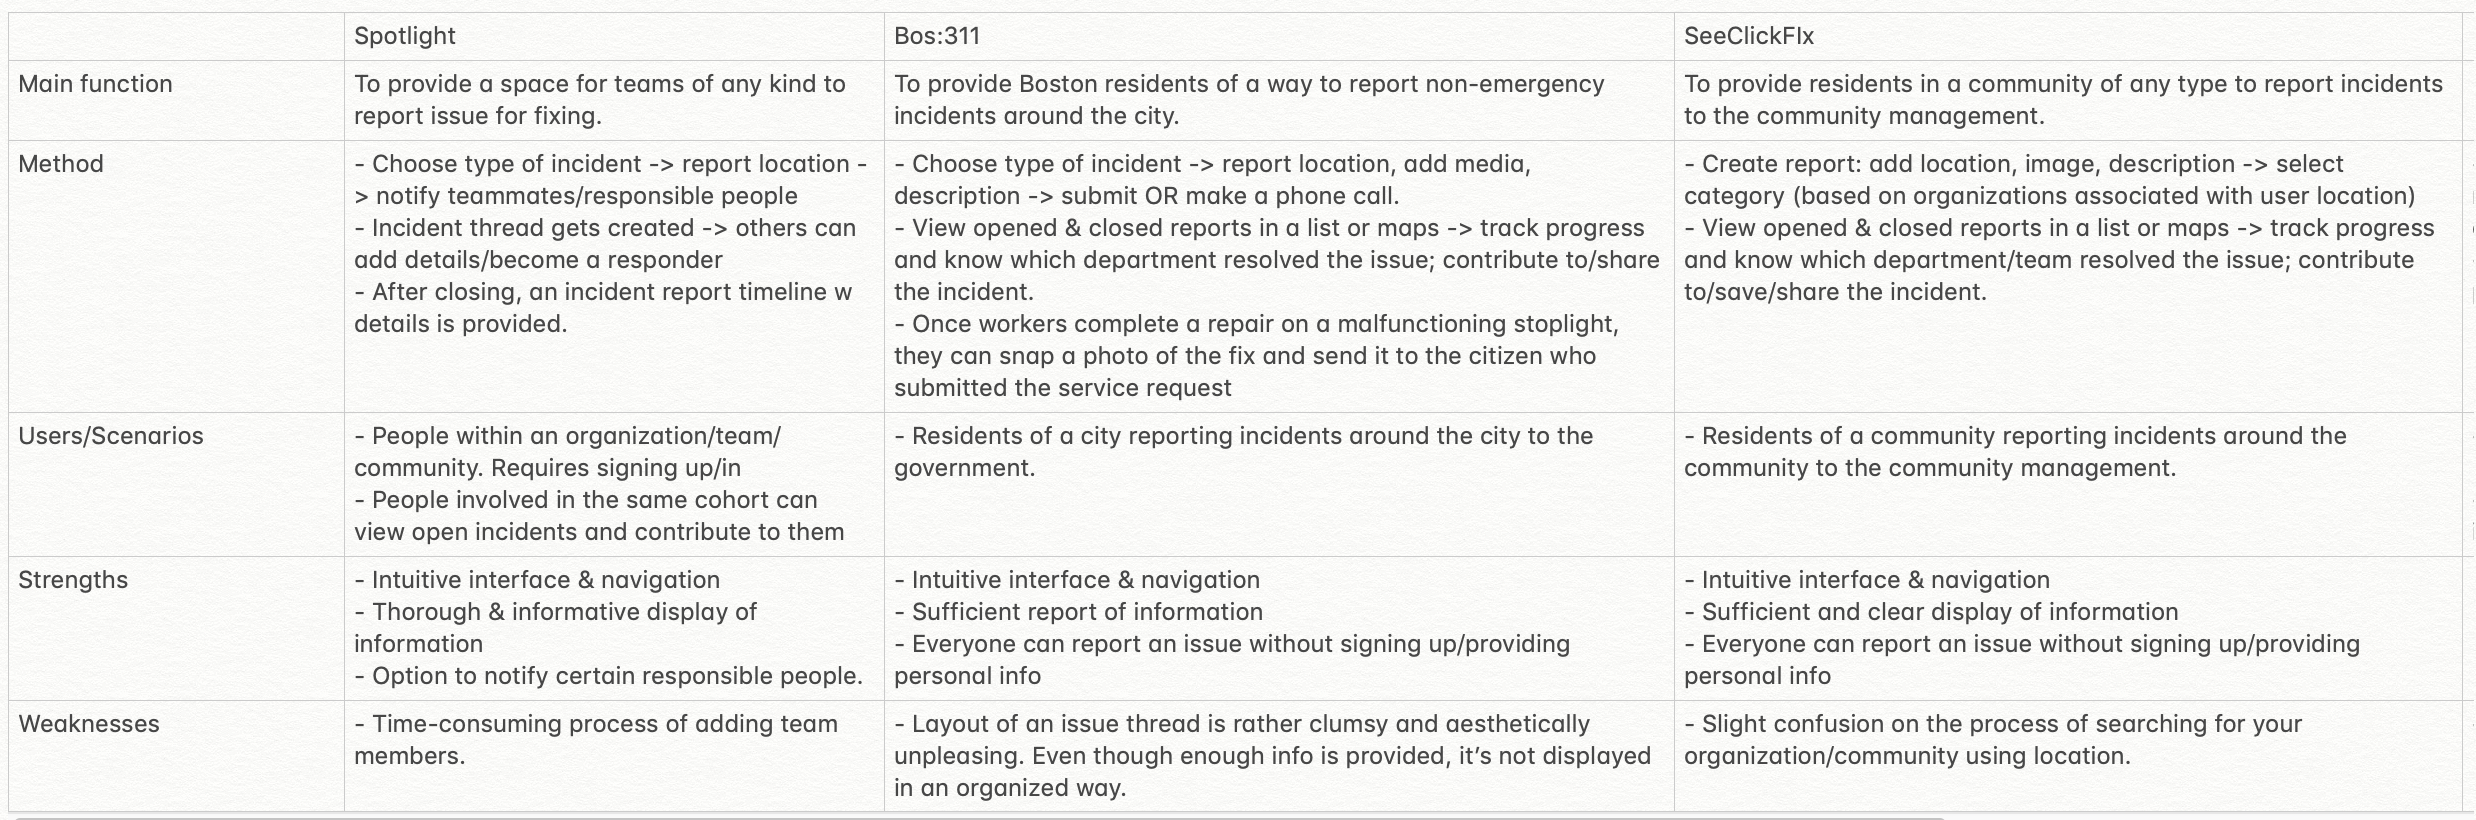 Spotlight
Bos:311
SeeClickFIx
Main function
To provide a space for teams of any kind to
report issue for fixing.
To provide Boston residents of a way to report non-emergency
incidents around the city.
To provide residents in a community of any type to report incidents
to the community management.
Method
- Choose type of incident -> report location -
> notify teammates/responsible people
- Incident thread gets created -> others can
add details/become a responder
- After closing, an incident report timeline w
details is provided.
- Choose type of incident -> report location, add media,
description -> submit OR make a phone call.
- View opened & closed reports in a list or maps -> track progress
and know which department resolved the issue; contribute to/share
the incident.
- Once workers complete a repair on a malfunctioning stoplight,
they can snap a photo of the fix and send it to the citizen who
submitted the service request
- Create report: add location, image, description -> select
category (based on organizations associated with user location)
- View opened & closed reports in a list or maps -> track progress
and know which department/team resolved the issue; contribute
to/save/share the incident.
Users/Scenarios
- People within an organization/team/
community. Requires signing up/in
- People involved in the same cohort can
view open incidents and contribute to them
- Residents of a city reporting incidents around the city to the
government.
- Residents of a community reporting incidents around the
community to the community management.
Strengths
- Intuitive interface & navigation
- Thorough & informative display of
information
- Option to notify certain responsible people.
- Intuitive interface & navigation
- Sufficient report of information
- Everyone can report an issue without signing up/providing
personal info
- Intuitive interface & navigation
- Sufficient and clear display of information
- Everyone can report an issue without signing up/providing
personal info
Weaknesses
- Time-consuming process of adding team
members.
- Layout of an issue thread is rather clumsy and aesthetically
unpleasing. Even though enough info is provided, it’s not displayed
in an organized way.
- Slight confusion on the process of searching for your
organization/community using location.